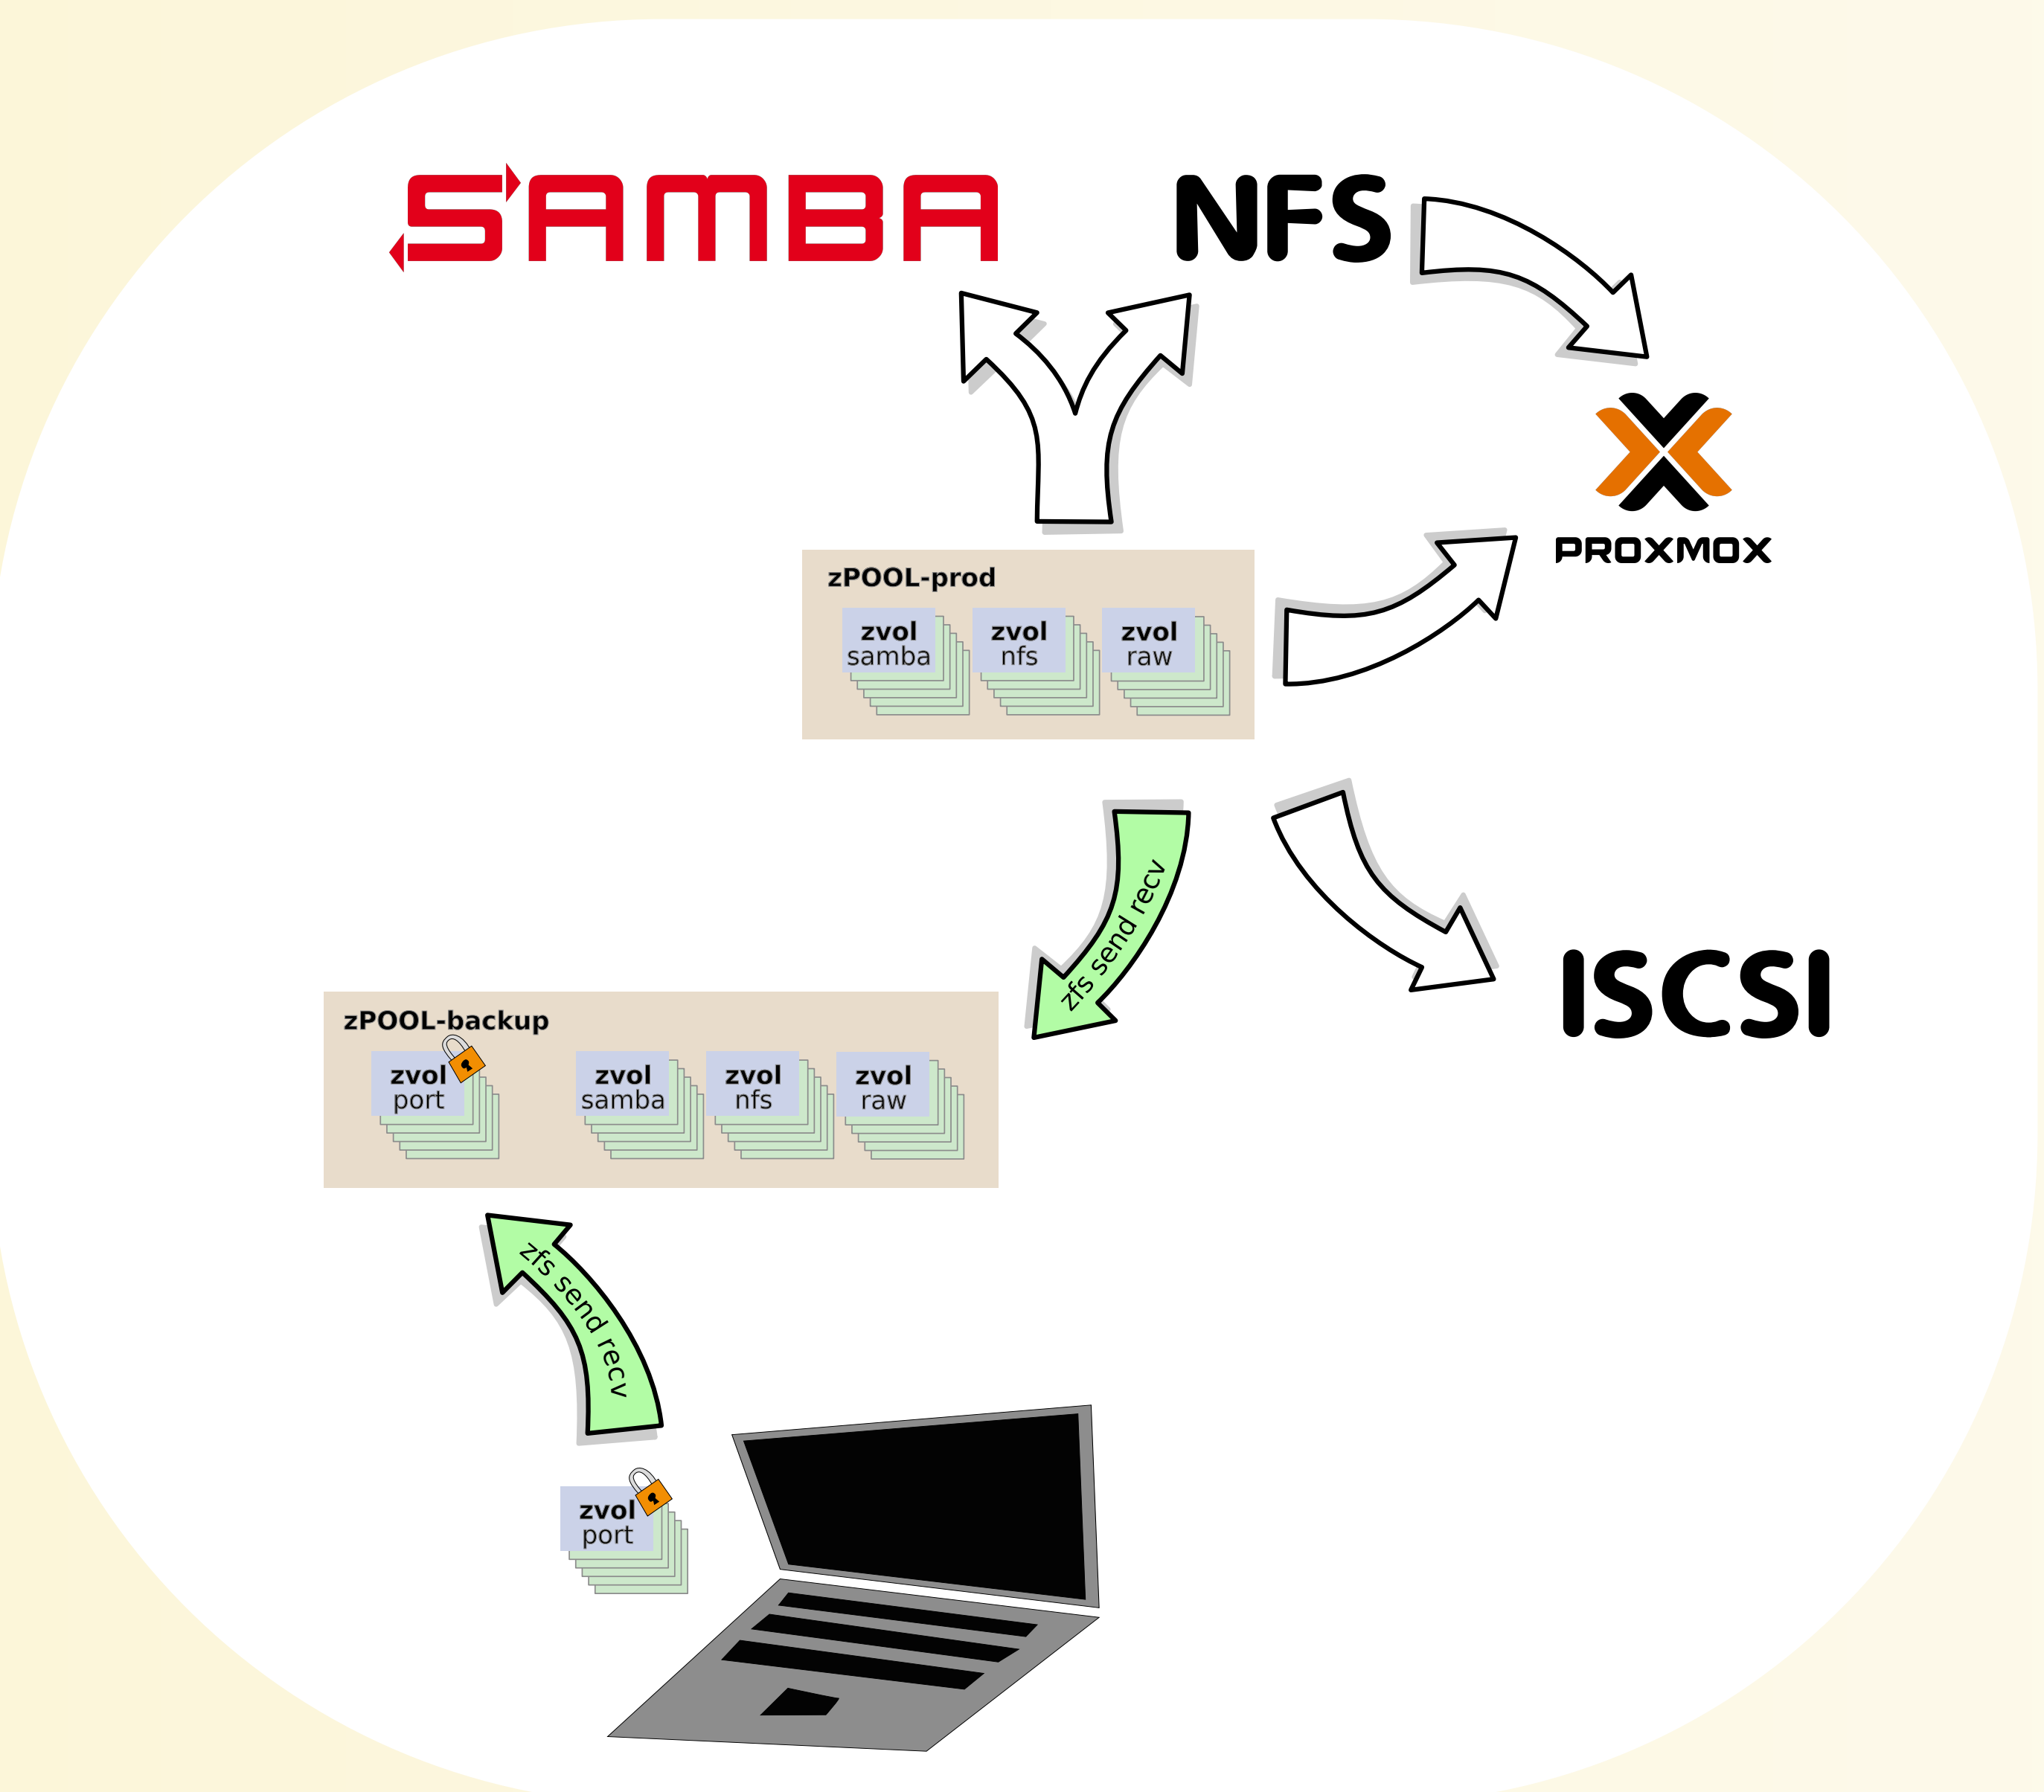 SAMBA
NFS
PROXMOX
zPOOL-prod
zvol
samba
zvol
nfs
zvol
raw
zfs send recv
ISCSI
zPOOL-backup
zvol
port
zvol
samba
zvol
nfs
zvol
raw
zfs send recv
zvol
port